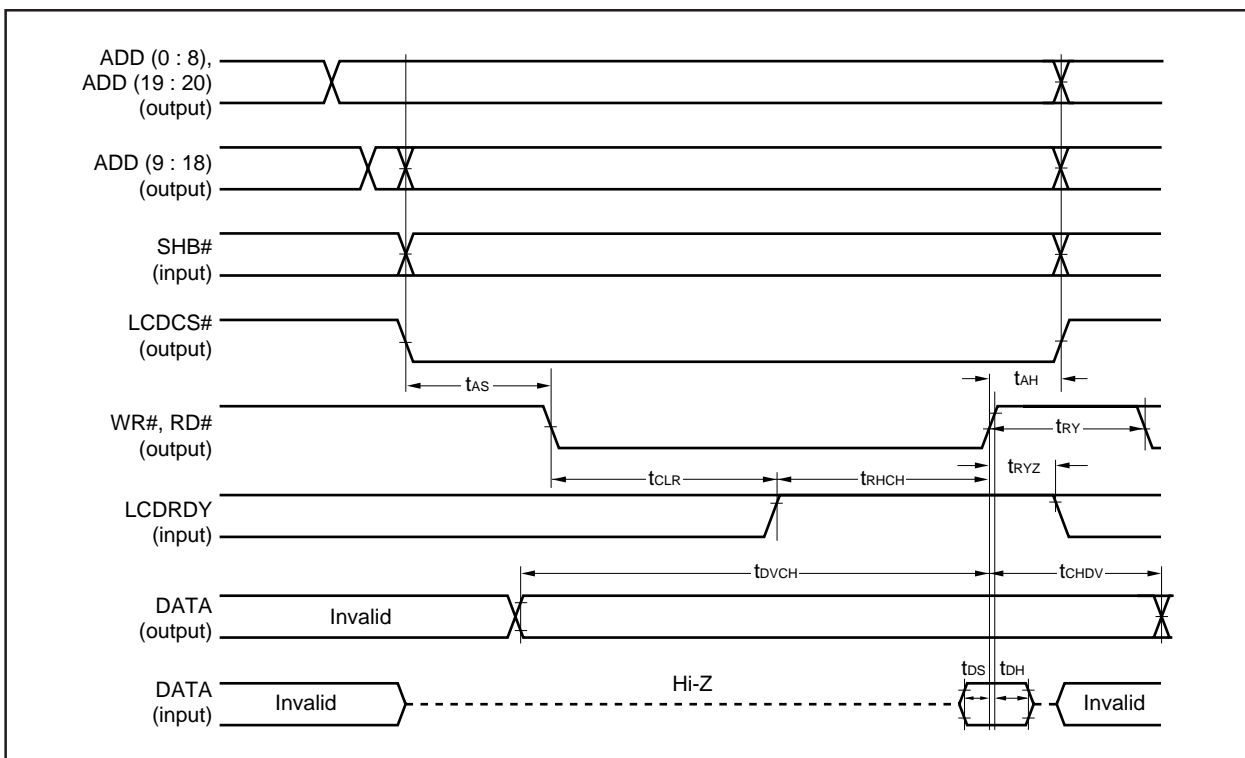 ADD (0 : 8),
ADD (19 : 20)
(output)
ADD (9 : 18)
(output)
SHB#
(input)
LCDCS#
(output)
tAS
tAH
WR#, RD#
(output)
tRY
tRYZ
tCLR
tRHCH
LCDRDY
(input)
tDVCH
tCHDV
DATA
(output)
Invalid
tDS
tDH
DATA
(input)
Invalid
Hi-Z
Invalid